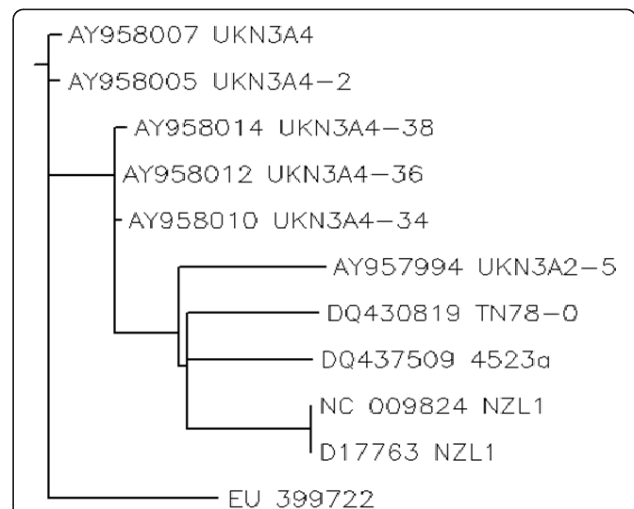 AY958007 UKN3A4
AY958005 UKN3A4-2
AY958014 UKN3A4-38
AY958012 UKN3A4-36
AY958010 UKN3A4-34
AY957994 UKN3A2-5
DQ430819 TN78-0
DQ437509 4523a
NC 009824 NZL1
D17763 NZL1
EU 399722